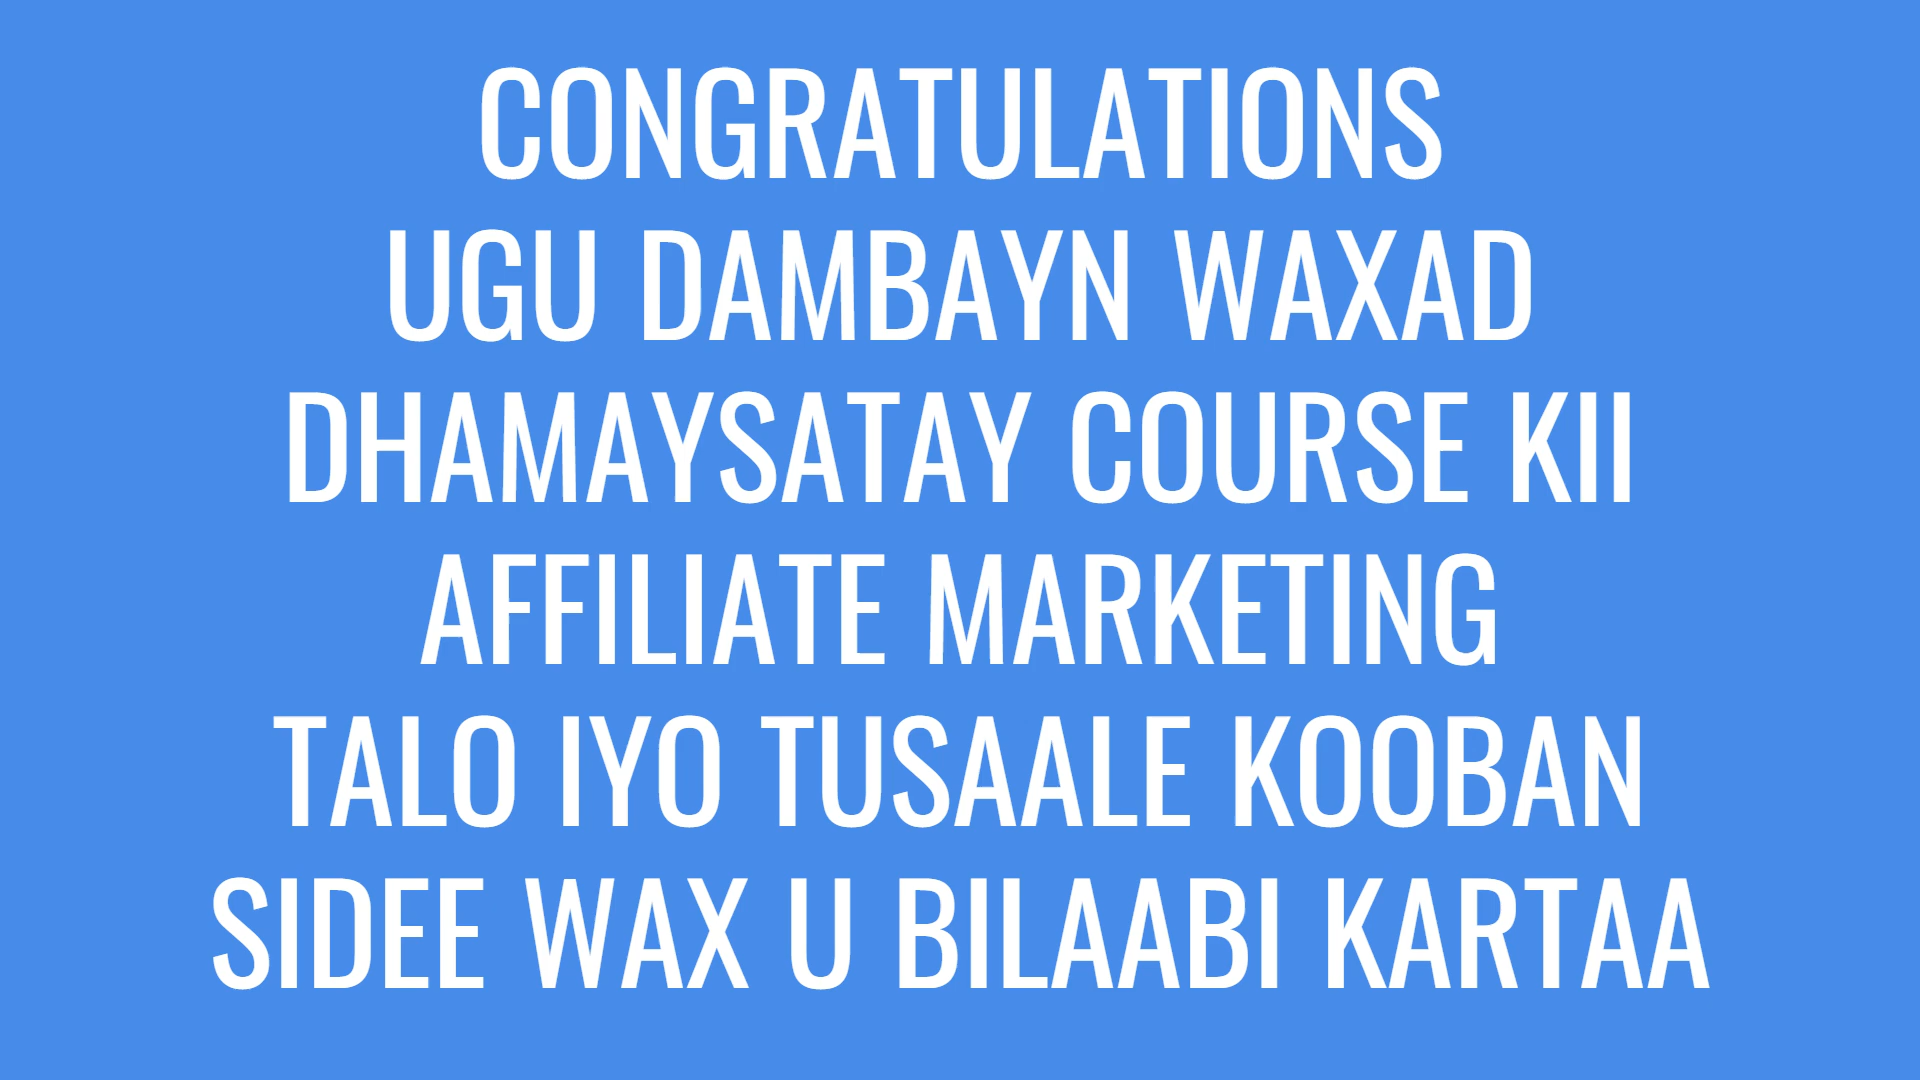 CONGRATULATIONS
UGU DAMBAYN WAXAD
DHAMAYSATAY COURSE KII
AFFILIATE MARKETING
TALO IYO TUSAALE KOOBAN
SIDEE WAX U BILAABI KARTAA